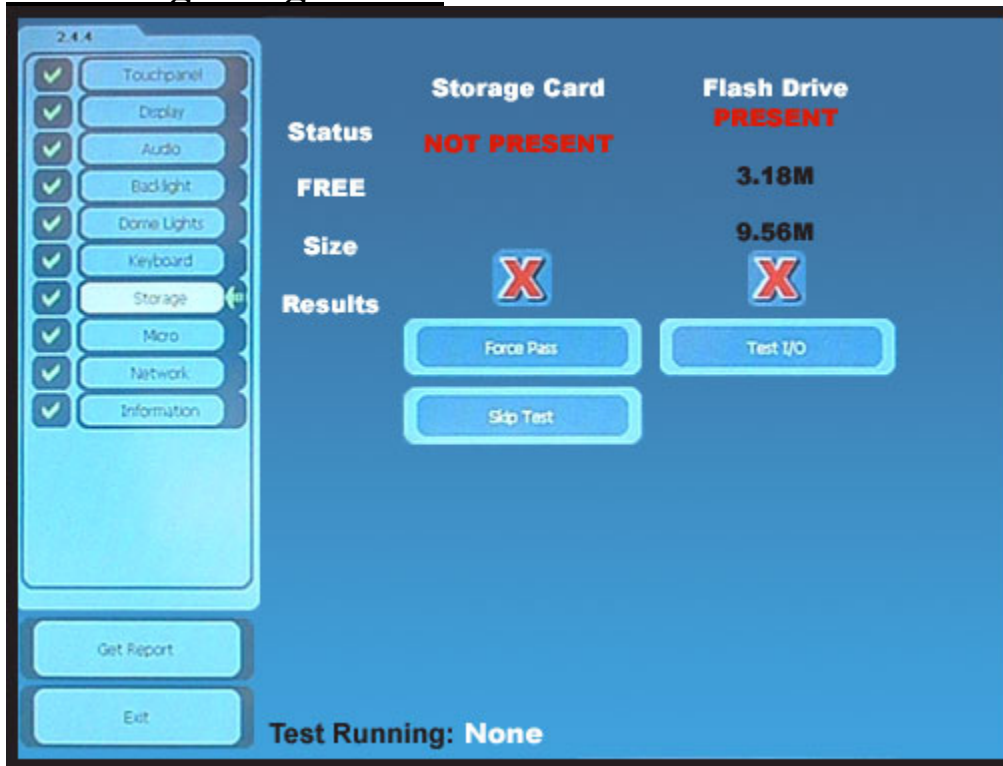 2.4.4
Touchpanel
Display
Audio
Backlight
Dome Lights
Keyboard
Storage
Micro
Network
Information
Get Report
Exit
Storage Card
Flash Drive
Status
NOT PRESENT
PRESENT
FREE
3.18M
Size
9.56M
Results
X
X
Force Pass
Test I/O
Skip Test
Test Running: None